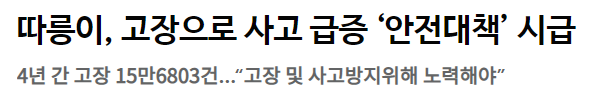 따릉이, 고장으로 사고 급증 ‘안전대책’ 시급
4년 간 고장 15만6803건…“고장 및 사고방지위해 노력해야”